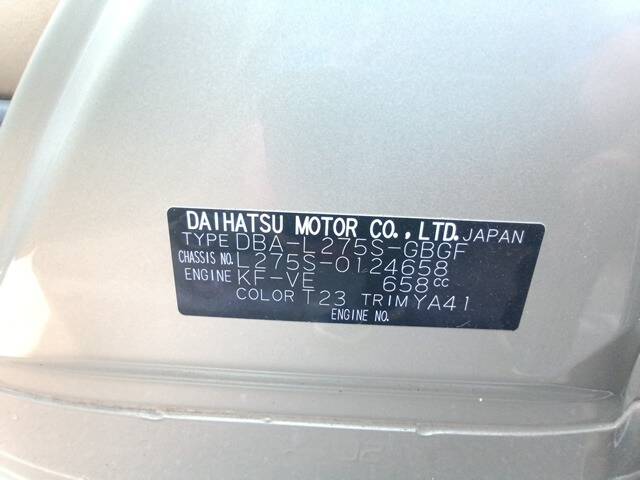 DAIHATSU MOTOR CO., LTD. JAPAN
TYPE DBA-L275S-GBGF
CHASSIS NO. L275S-0124658
ENGINE KF-VE 658cc
COLOR T23 TRIM YA41
ENGINE NO.